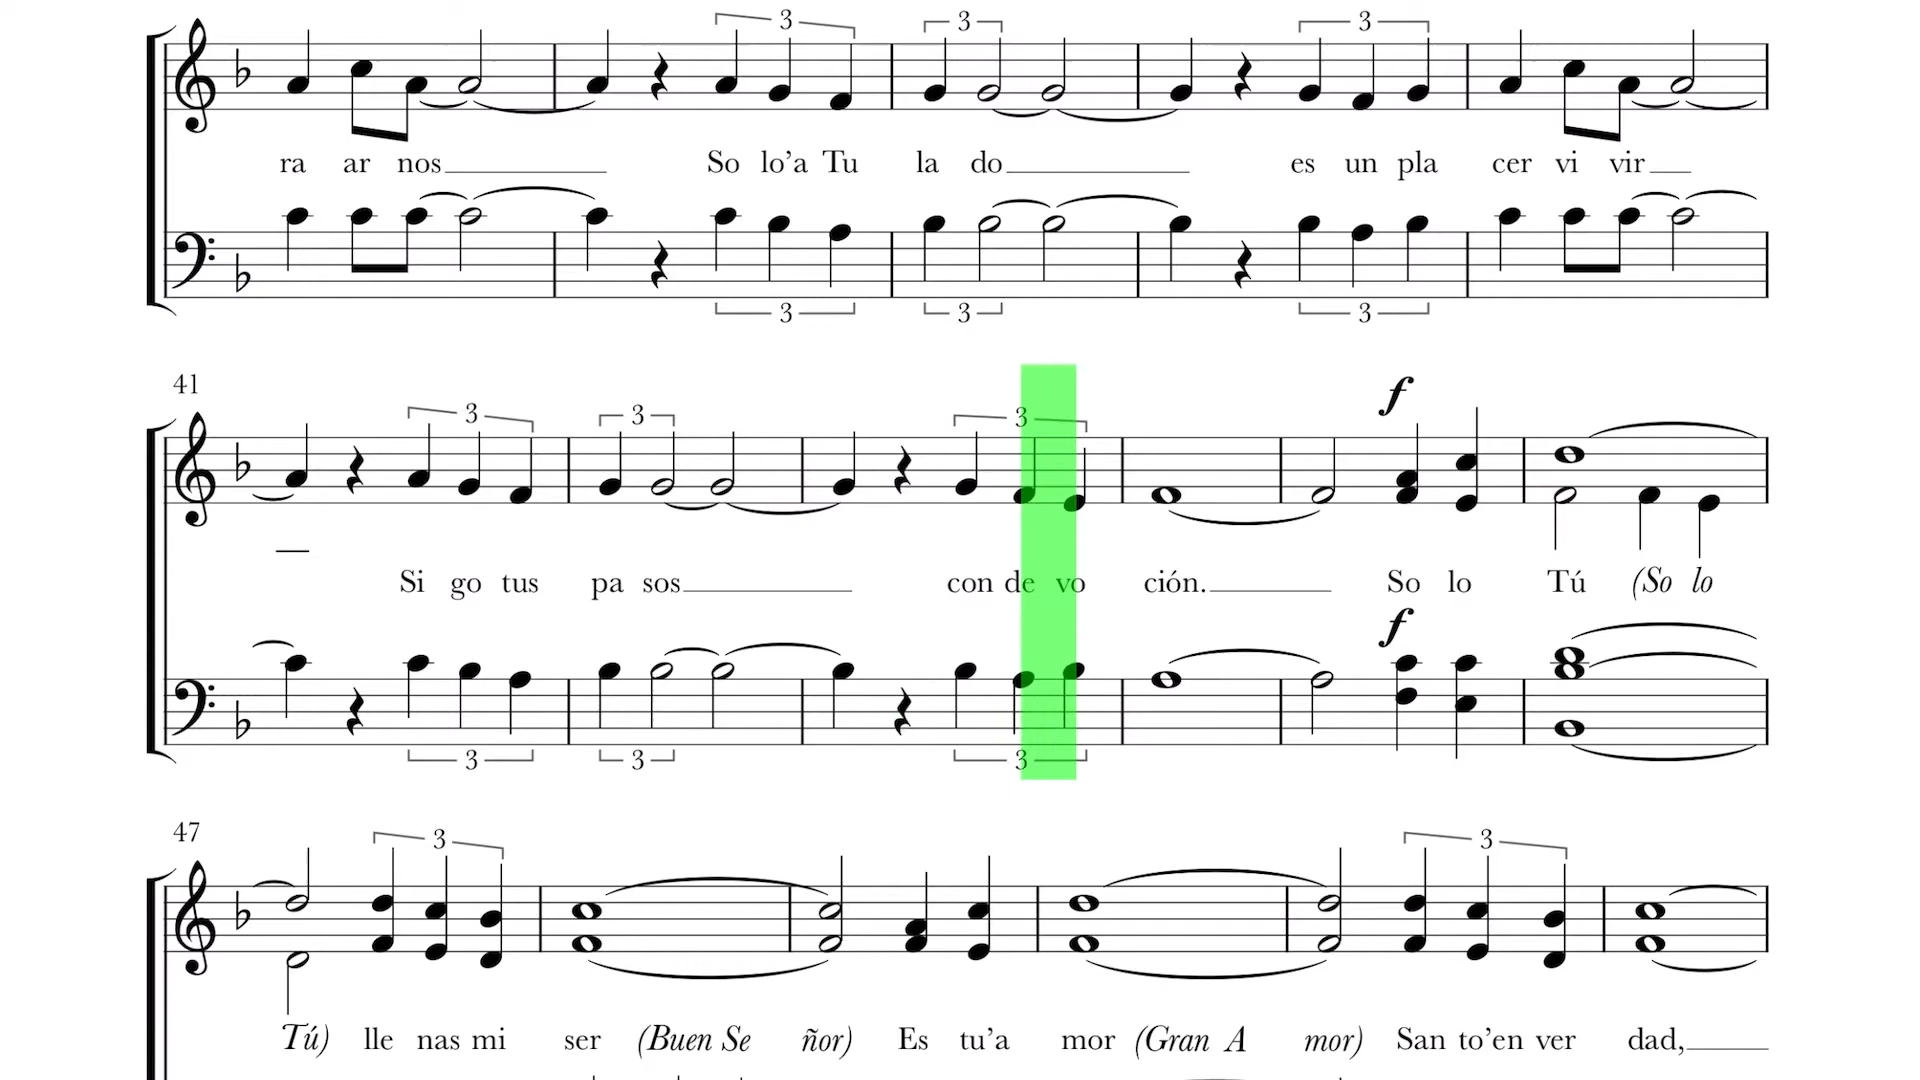 3 3 3
ra ar nos So lo’a Tu la do es un pla cer vi vir
3 3 3
41
3 3 3 f
Si go tus pa sos con de vo ción. So lo Tú (So lo
f
3 3 3
47
3 3
Tú) lle nas mi ser (Buen Se ñor) Es tu’a mor (Gran A mor) San to’en ver dad,